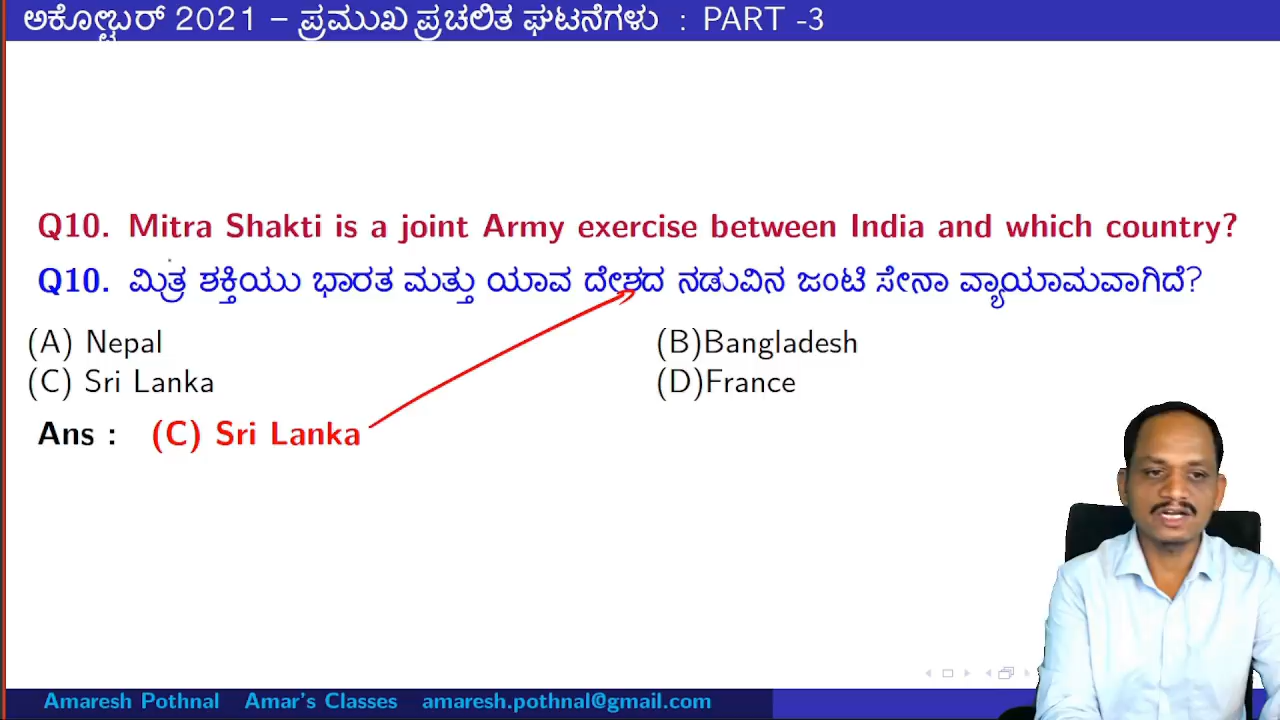 ಅಕೋಬ್ಟರ್ 2021 – ಪ್ರಮುಖ ಪ್ರಚಲಿತ ಘಟನೆಗಳು : PART -3
Q10. Mitra Shakti is a joint Army exercise between India and which country?
Q10. ಮಿತ್ರ ಶಕ್ತಿಯು ಭಾರತ ಮತ್ತು ಯಾವ ದೇಶದ ನಡುವಿನ ಜಂಟಿ ಸೇನಾ ವ್ಯಾಯಾಮವಾಗಿದೆ?
(A) Nepal (B)Bangladesh
(C) Sri Lanka (D)France
Ans : (C) Sri Lanka
Amaresh Pothnal Amar's Classes amaresh.pothnal@gmail.com